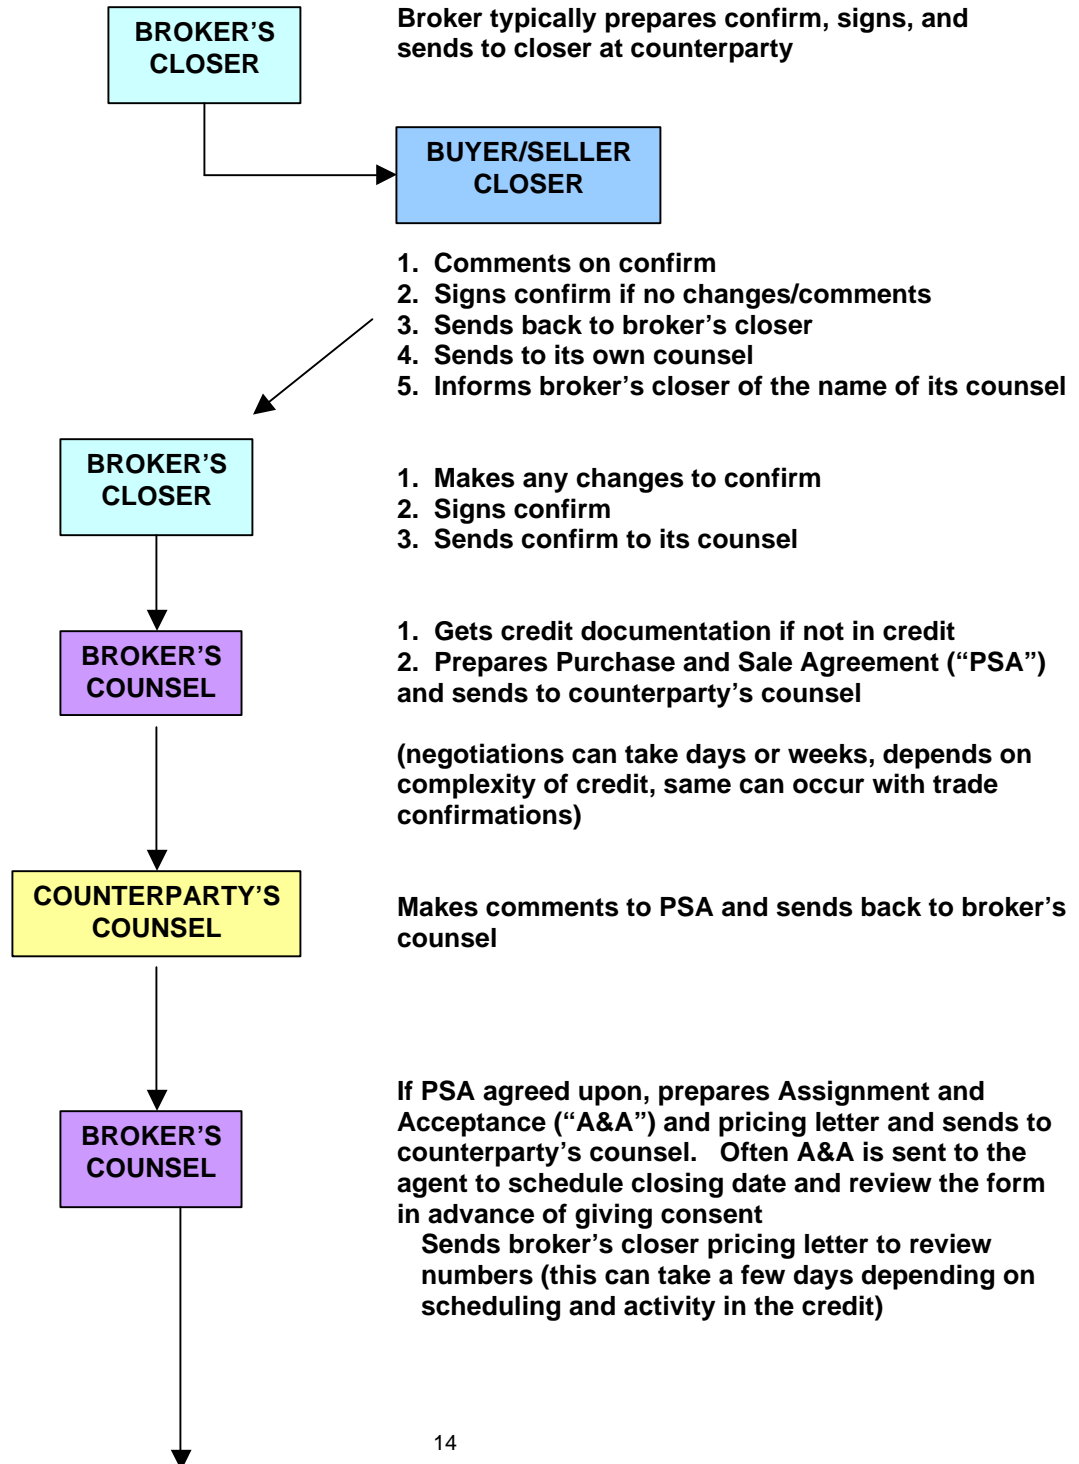 BROKER’S
CLOSER
Broker typically prepares confirm, signs, and
sends to closer at counterparty
BUYER/SELLER
CLOSER
1.  Comments on confirm
2.  Signs confirm if no changes/comments
3.  Sends back to broker’s closer
4.  Sends to its own counsel
5.  Informs broker’s closer of the name of its counsel
BROKER’S
CLOSER
1.  Makes any changes to confirm
2.  Signs confirm
3.  Sends confirm to its counsel
BROKER’S
COUNSEL
1.  Gets credit documentation if not in credit
2.  Prepares Purchase and Sale Agreement (“PSA”)
and sends to counterparty’s counsel
(negotiations can take days or weeks, depends on
complexity of credit, same can occur with trade
confirmations)
COUNTERPARTY’S
COUNSEL
Makes comments to PSA and sends back to broker’s
counsel
BROKER’S
COUNSEL
If PSA agreed upon, prepares Assignment and
Acceptance (“A&A”) and pricing letter and sends to
counterparty’s counsel.   Often A&A is sent to the
agent to schedule closing date and review the form
in advance of giving consent
Sends broker’s closer pricing letter to review
numbers (this can take a few days depending on
scheduling and activity in the credit)
14